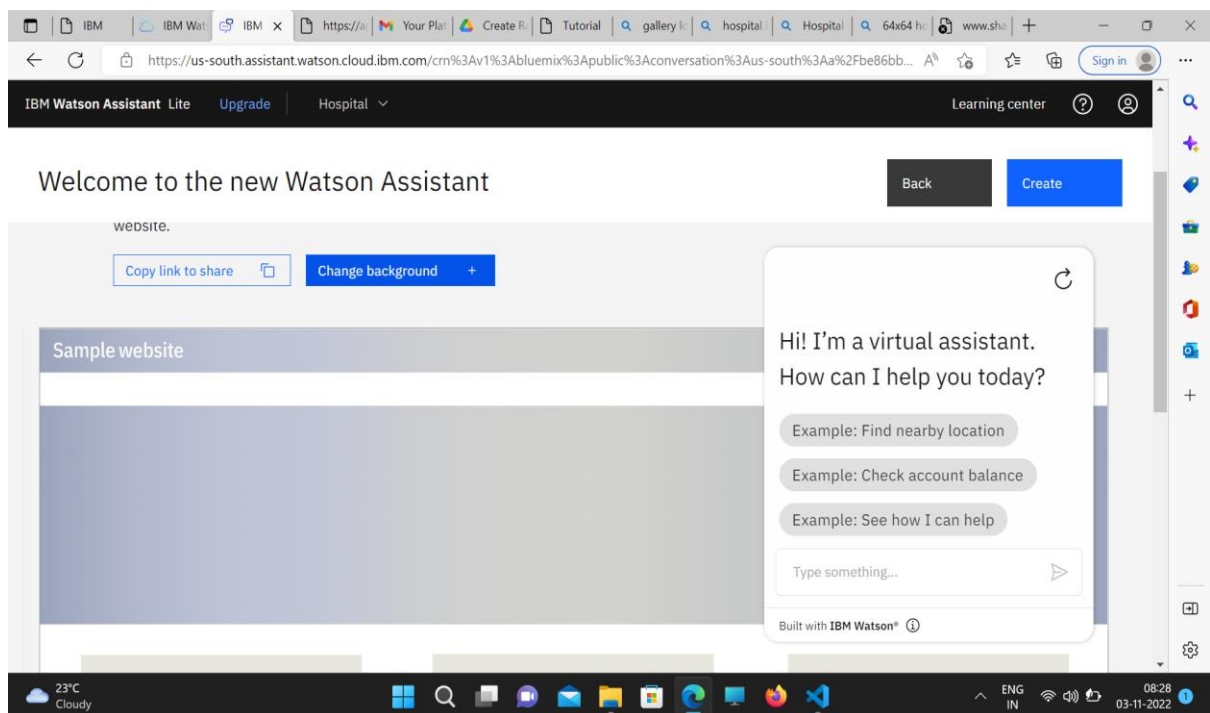 IBM
IBM Wat
IBM
https://a
Your Plat
Create R
Tutorial
gallery lo
hospital
Hospital
64x64 ho
www.sha
https://us-south.assistant.watson.cloud.ibm.com/crn%3Av1%3Abluemix%3Apublic%3Aconversation%3Aus-south%3Aa%2Fbe86bb...
Sign in
IBM Watson Assistant Lite Upgrade Hospital
Learning center
Welcome to the new Watson Assistant
Back
Create
website.
Copy link to share
Change background +
Sample website
Hi! I'm a virtual assistant.
How can I help you today?
Example: Find nearby location
Example: Check account balance
Example: See how I can help
Type something...
Built with IBM Watson®
23°C
Cloudy
ENG
IN
08:28
03-11-2022
1